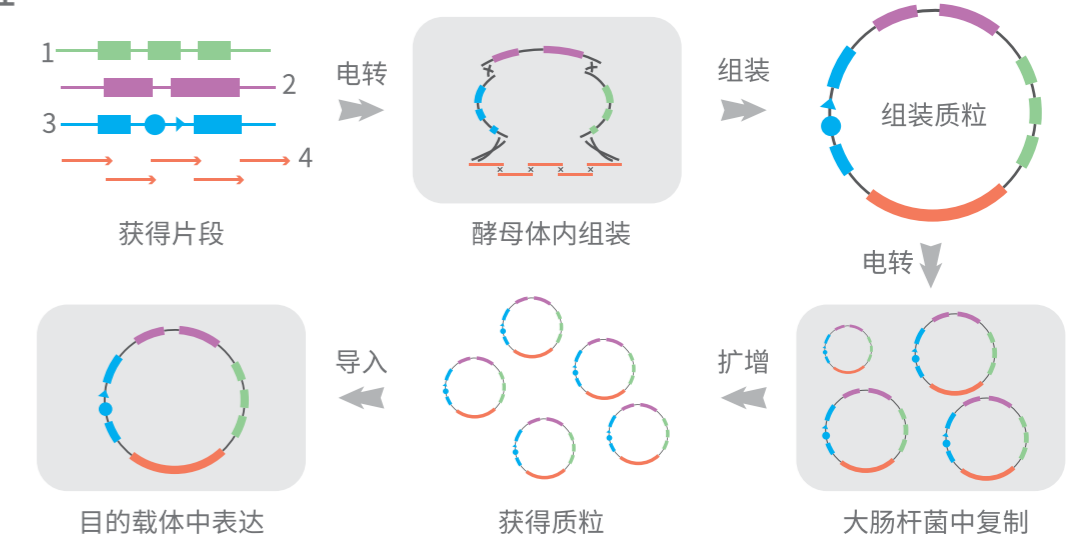 1
2
3
4
获得片段
电转
酵母体内组装
组装
组装质粒
电转
大肠杆菌中复制
扩增
获得质粒
导入
目的载体中表达